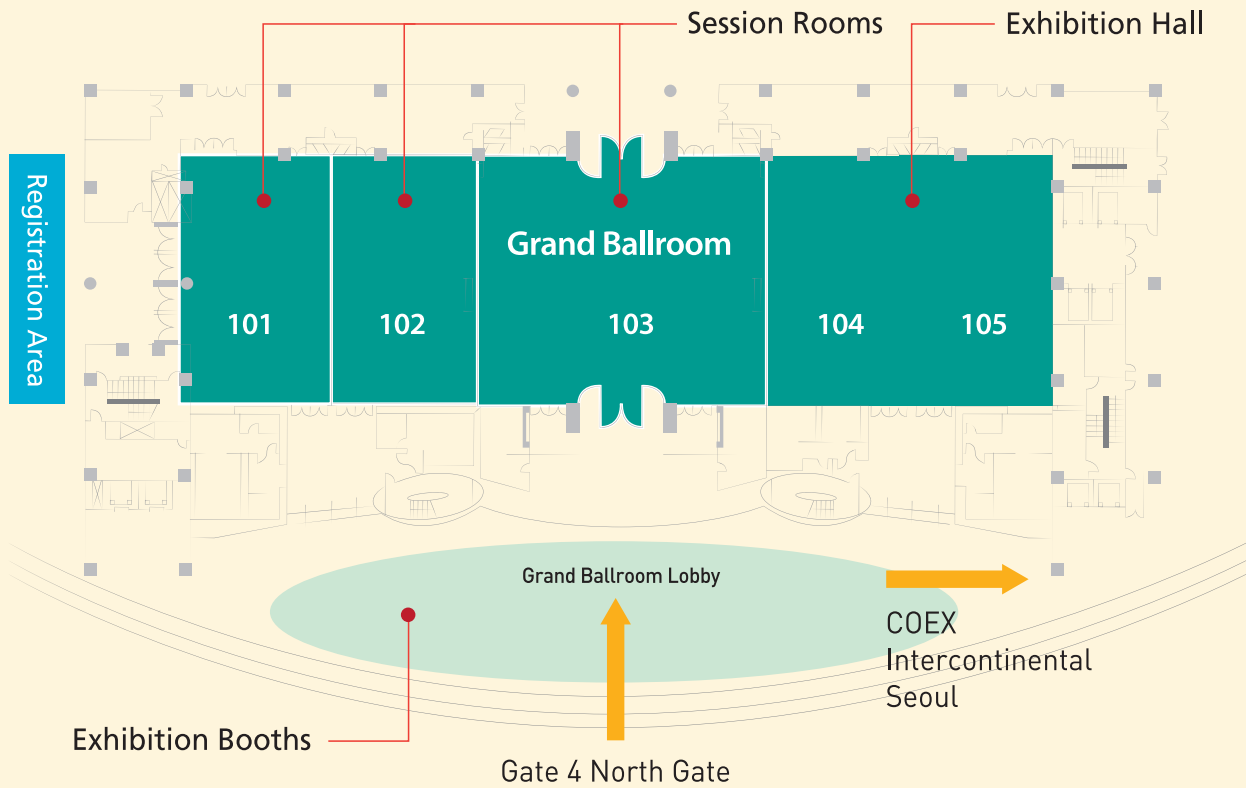 Session Rooms
Exhibition Hall
Registration Area
Grand Ballroom
101
102
103
104
105
Grand Ballroom Lobby
COEX
Intercontinental
Seoul
Exhibition Booths
Gate 4 North Gate